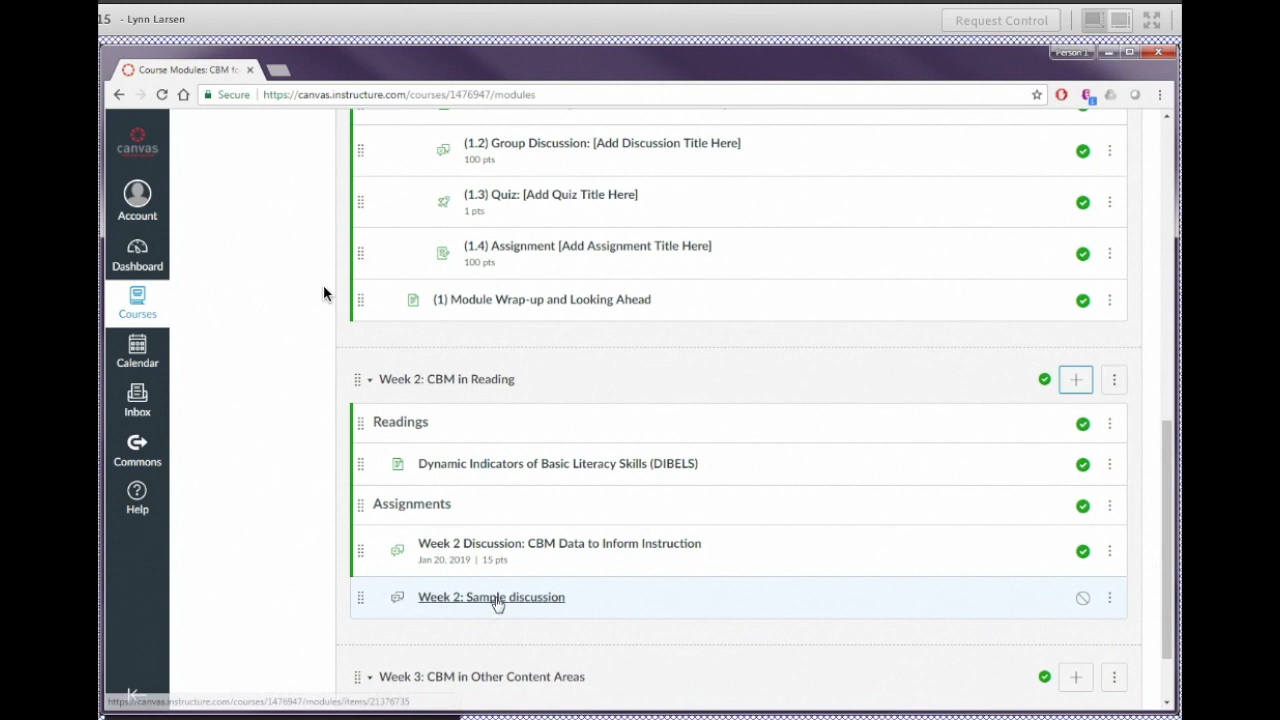 15 - Lynn Larsen
Request Control
Person 1
Course Modules: CBM fo
Secure
https://canvas.instructure.com/courses/1476947/modules
canvas
Account
Dashboard
Courses
Calendar
Inbox
Commons
Help
(1.2) Group Discussion: [Add Discussion Title Here]
100 pts
(1.3) Quiz: [Add Quiz Title Here]
1 pts
(1.4) Assignment [Add Assignment Title Here]
100 pts
(1) Module Wrap-up and Looking Ahead
Week 2: CBM in Reading
Readings
Dynamic Indicators of Basic Literacy Skills (DIBELS)
Assignments
Week 2 Discussion: CBM Data to Inform Instruction
Jan 20, 2019 | 15 pts
Week 2: Sample discussion
Week 3: CBM in Other Content Areas
https://canvas.instructure.com/courses/1476947/modules/items/21376735